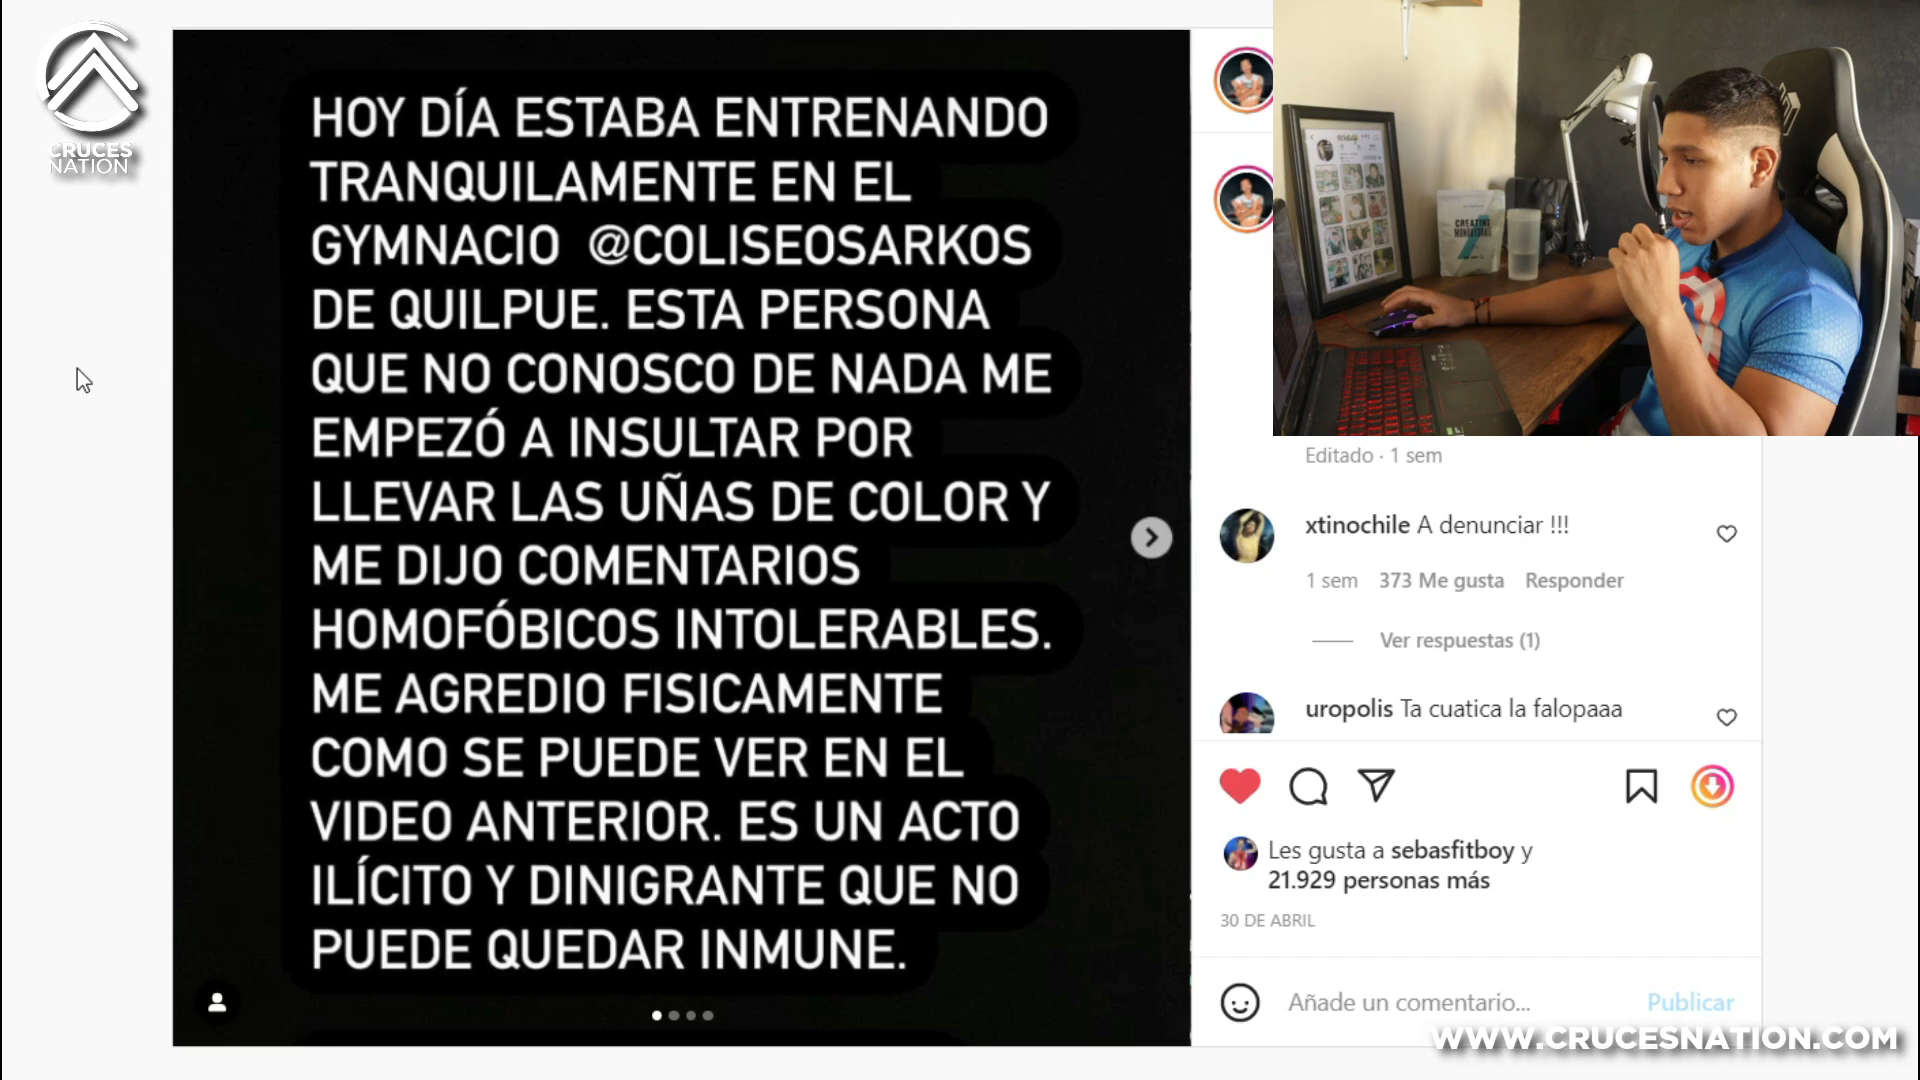 CRUCES
NATION
HOY DÍA ESTABA ENTRENANDO
TRANQUILAMENTE EN EL
GYMNACIO @COLISEOSARKOS
DE QUILPUE. ESTA PERSONA
QUE NO CONOSCO DE NADA ME
EMPEZÓ A INSULTAR POR
LLEVAR LAS UÑAS DE COLOR Y
ME DIJO COMENTARIOS
HOMOFÓBICOS INTOLERABLES.
ME AGREDIO FISICAMENTE
COMO SE PUEDE VER EN EL
VIDEO ANTERIOR. ES UN ACTO
ILÍCITO Y DINIGRANTE QUE NO
PUEDE QUEDAR INMUNE.
CREATINE
MONOHYDRATE
Editado · 1 sem
xtinochile A denunciar !!!
1 sem 373 Me gusta Responder
Ver respuestas (1)
uropolis Ta cuatica la falopaaa
Les gusta a sebasfitboy y
21.929 personas más
30 DE ABRIL
Añade un comentario... Publicar
WWW.CRUCESNATION.COM